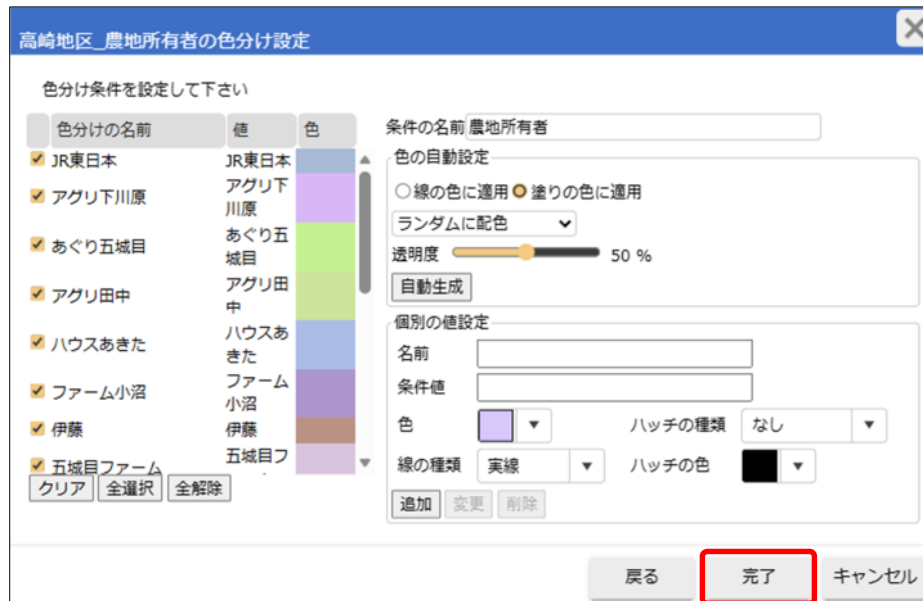 高崎地区_農地所有者の色分け設定
色分け条件を設定して下さい
色分けの名前 値 色
JR東日本 JR東日本
アグリ下川原 アグリ下
川原
あぐり五城目 あぐり五
城目
アグリ田中 アグリ田
中
ハウスあきた ハウスあ
きた
ファーム小沼 ファーム
小沼
伊藤 伊藤
五城目ファーム 五城目フ
クリア 全選択 全解除
条件の名前 農地所有者
色の自動設定
線の色に適用 塗りの色に適用
ランダムに配色
透明度 50 %
自動生成
個別の値設定
名前
条件値
色 ハッチの種類 なし
線の種類 実線 ハッチの色
追加 変更 削除
戻る 完了 キャンセル